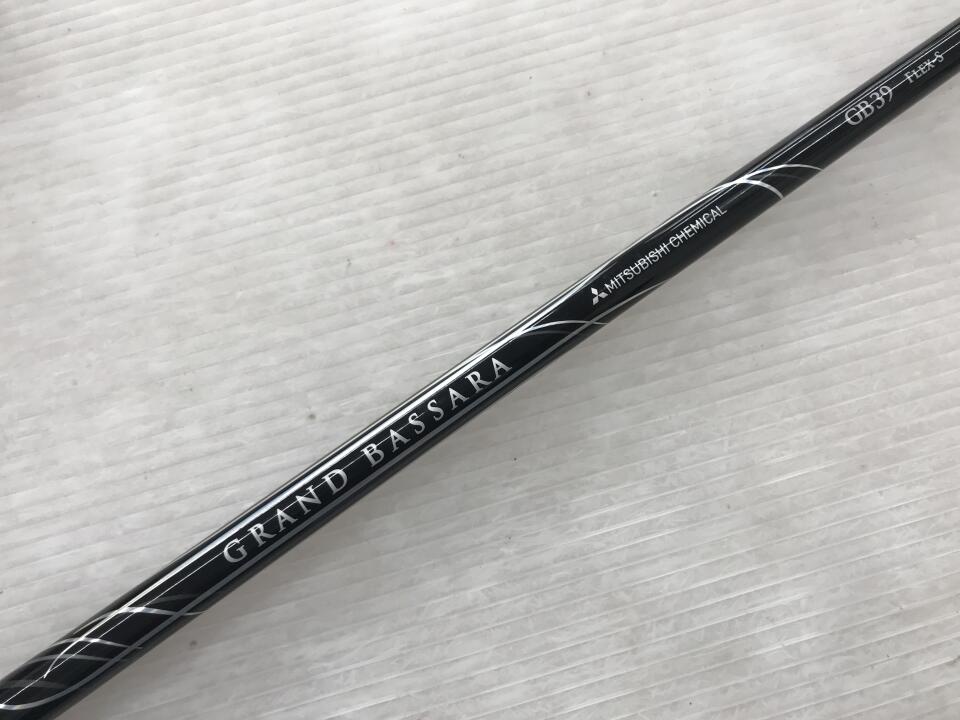 GRAND BASSARA
MITSUBISHI CHEMICAL
GB39 FLEX-S